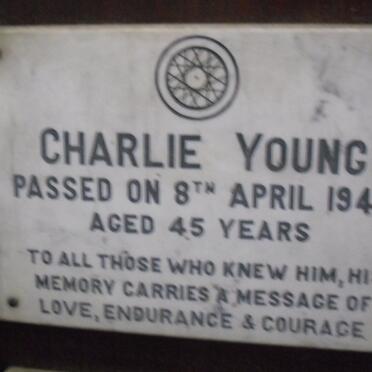 CHARLIE YOUNG
PASSED ON 8TH APRIL 194
AGED 45 YEARS
TO ALL THOSE WHO KNEW HIM, HI
MEMORY CARRIES A MESSAGE OF
LOVE, ENDURANCE & COURAGE